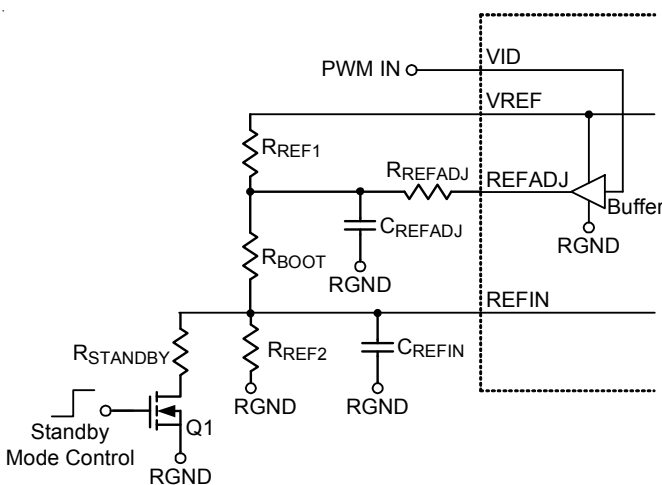 PWM IN
VID
VREF
RREF1
RREFADJ
REFADJ
Buffer
CREFADJ
RGND
RBOOT
RGND
REFIN
RSTANDBY
RREF2
CREFIN
RGND
RGND
Q1
Standby
Mode Control
RGND